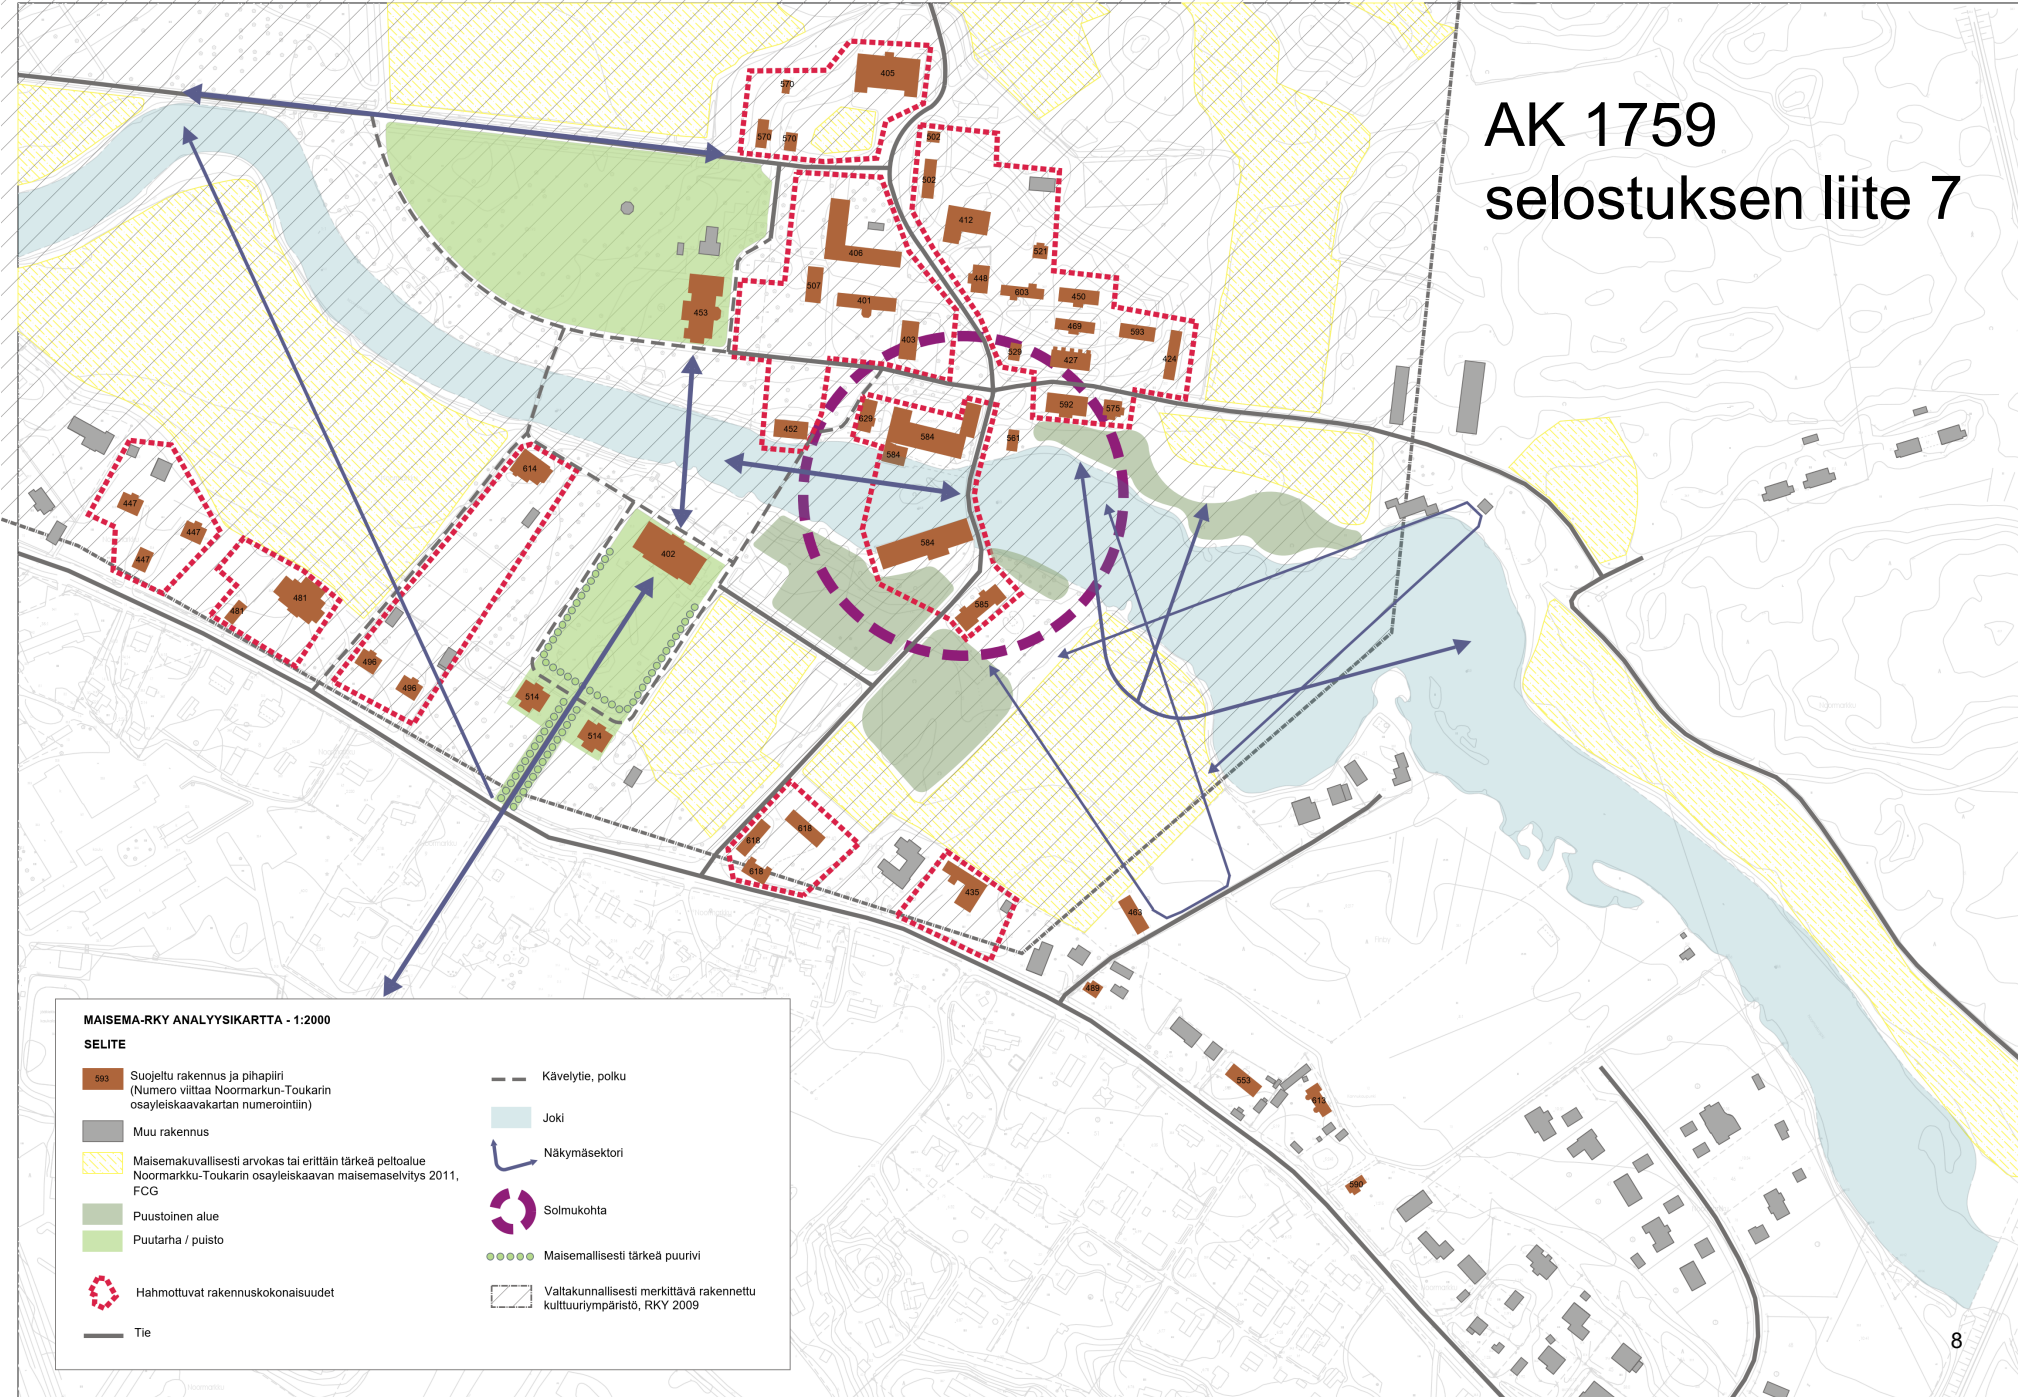 AK 1759
selostuksen liite 7
405
570
570
570
502
502
412
521
406
448
603
450
507
401
469
593
453
403
529
427
424
592
575
452
629
584
561
584
614
447
447
447
402
584
585
481
481
496
496
514
514
618
618
618
435
463
489
553
613
590
MAISEMA-RKY ANALYYSIKARTTA - 1:2000
SELITE
593
Suojeltu rakennus ja pihapiiri
(Numero viittaa Noormarkun-Toukarin
osayleiskaavakartan numerointiin)
Muu rakennus
Maisemakuvallisesti arvokas tai erittäin tärkeä peltoalue
Noormarkku-Toukarin osayleiskaavan maisemaselvitys 2011,
FCG
Puustoinen alue
Puutarha / puisto
Hahmottuvat rakennuskokonaisuudet
Tie
Kävelytie, polku
Joki
Näkymäsektori
Solmukohta
Maisemallisesti tärkeä puurivi
Valtakunnallisesti merkittävä rakennettu
kulttuuriympäristö, RKY 2009
8